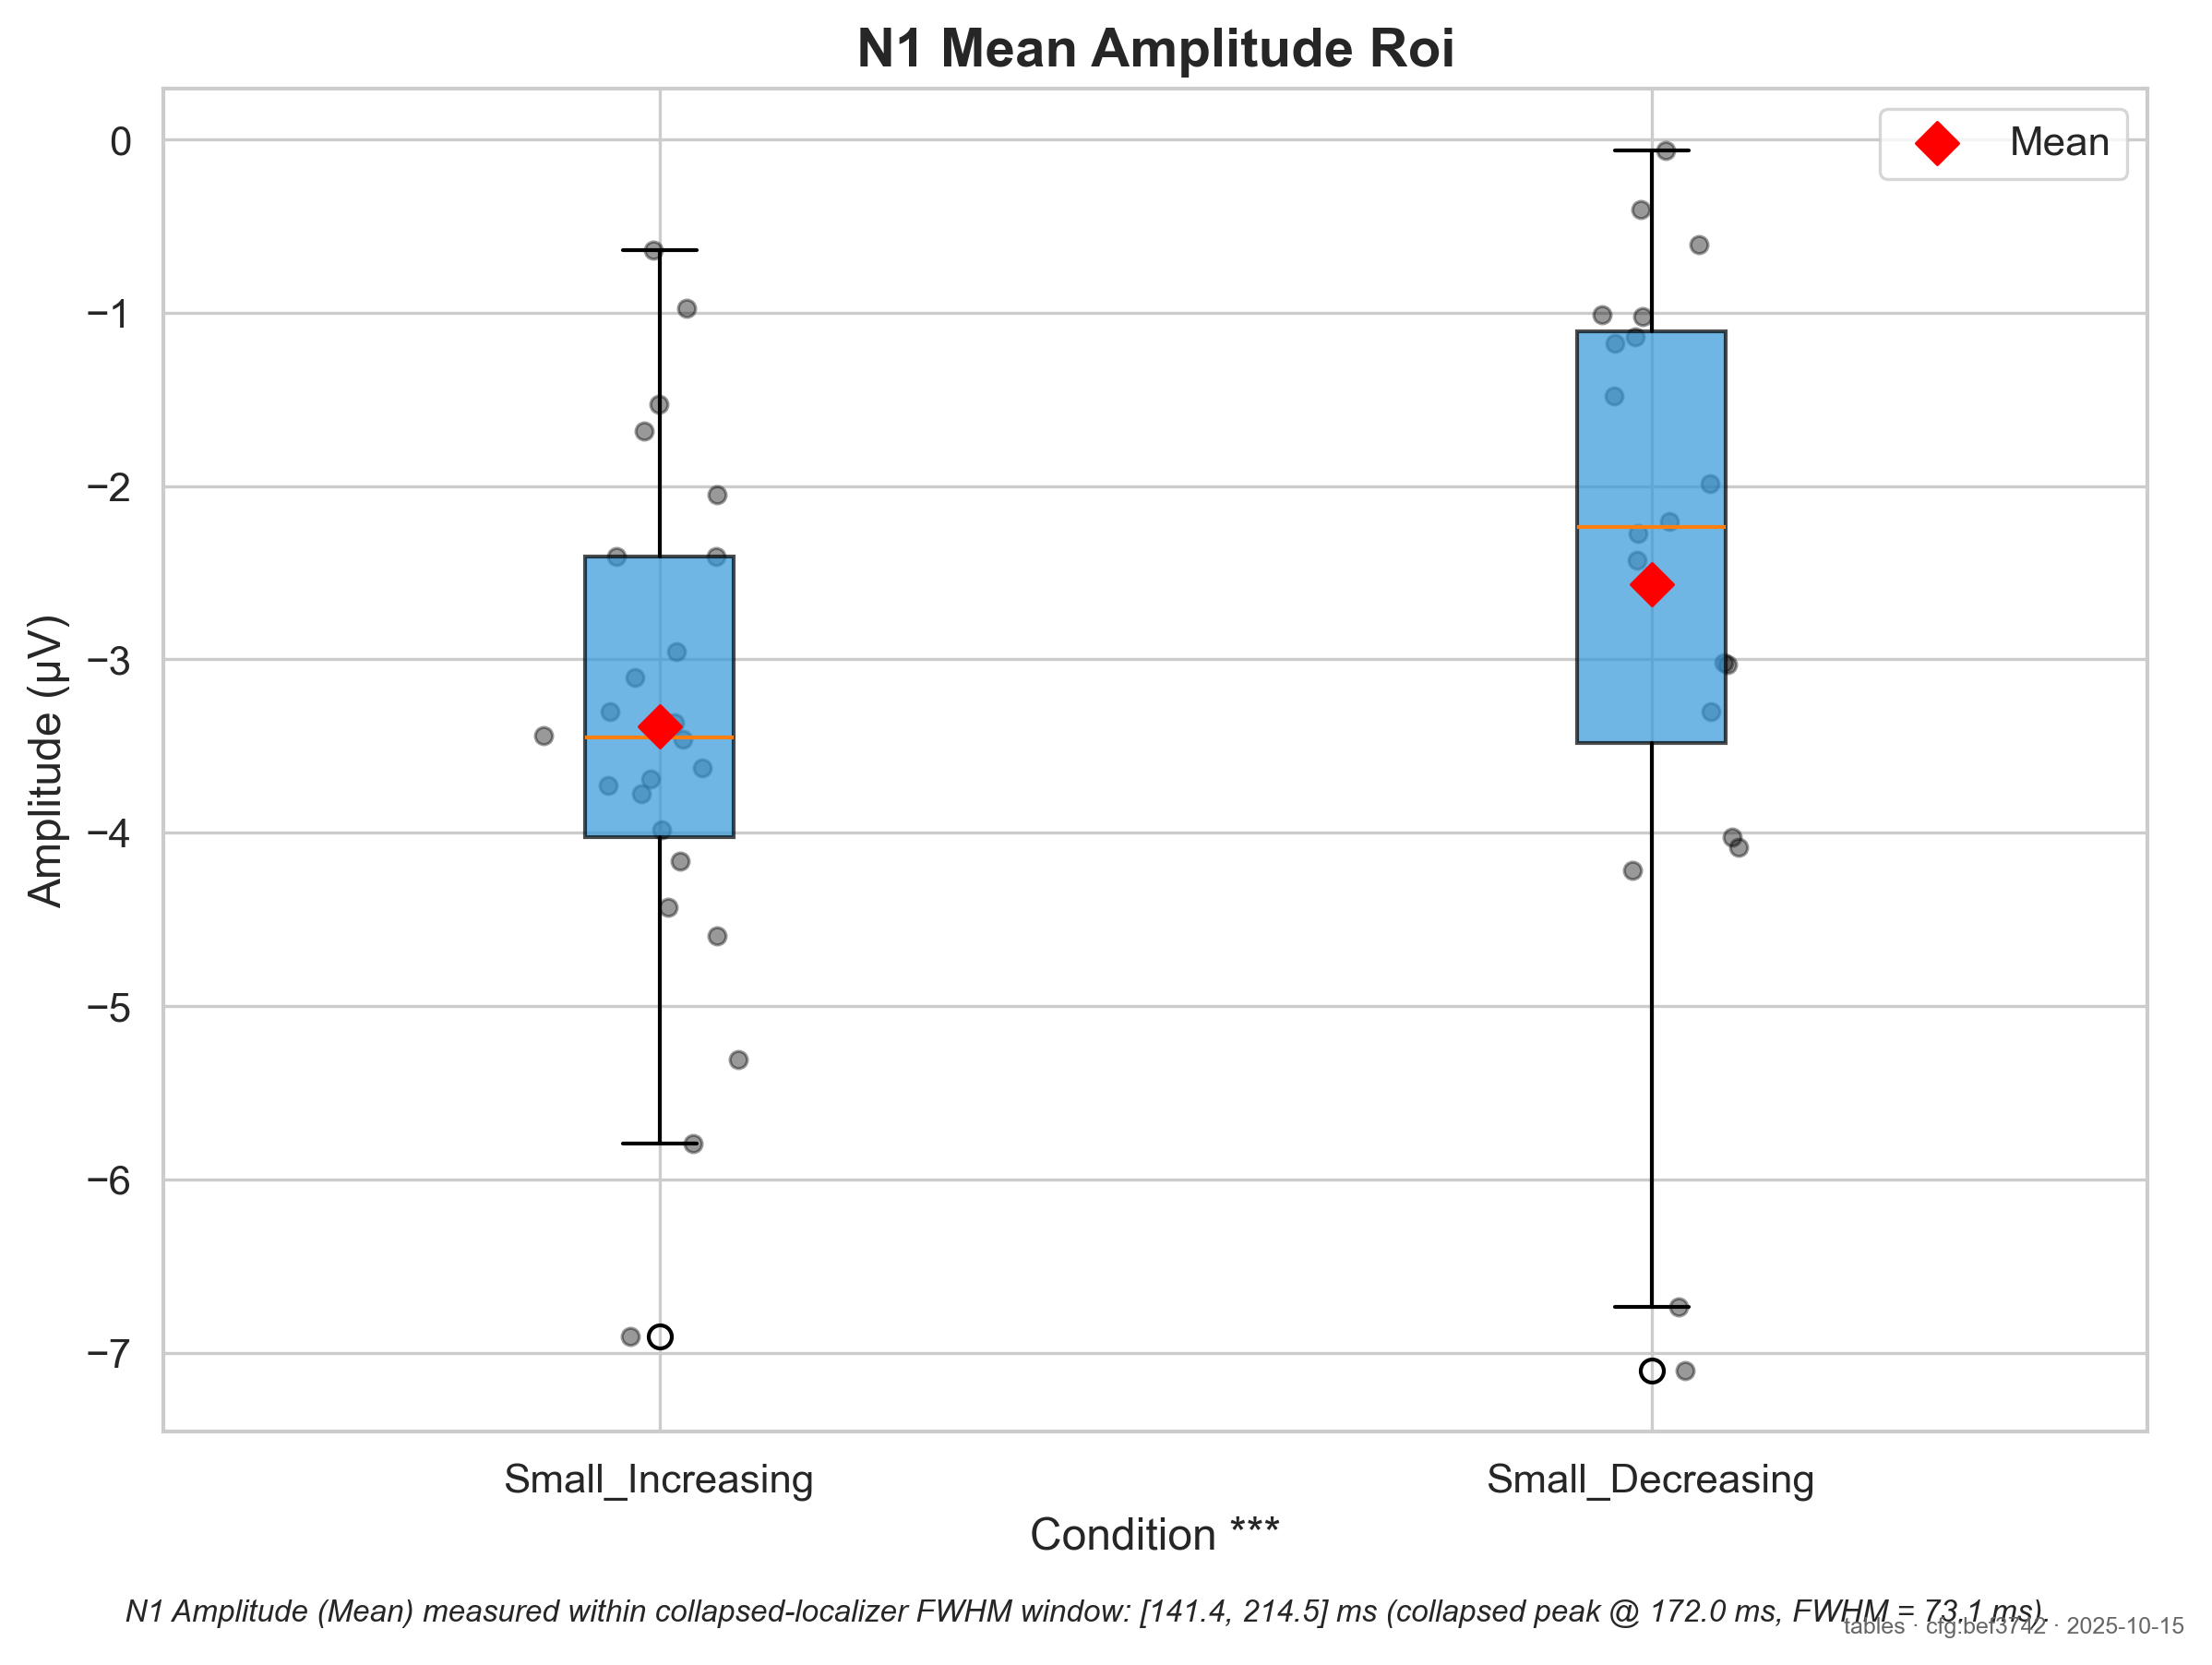 N1 Mean Amplitude Roi
Mean
0
−1
−2
−3
−4
−5
−6
−7
Amplitude (μV)
Small_Increasing
Small_Decreasing
Condition ***
N1 Amplitude (Mean) measured within collapsed-localizer FWHM window: [141.4, 214.5] ms (collapsed peak @ 172.0 ms, FWHM = 73.1 ms).
tables · cfg:bef3742 · 2025-10-15